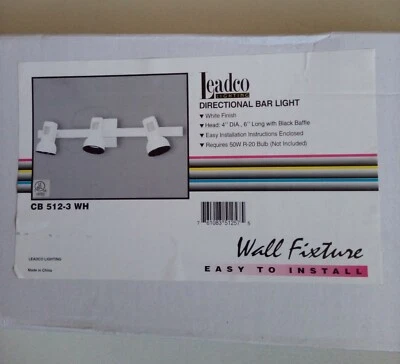 Leadco
LIGHTING
DIRECTIONAL BAR LIGHT
▼ White Finish
▼ Head: 4" DIA., 6" Long with Black Baffle
▼ Easy Installation Instructions Enclosed
▼ Requires 50W R-20 Bulb (Not Included)
CB 512-3 WH
Wall Fixture
EASY TO INSTALL
LEADCO LIGHTING
Made in China